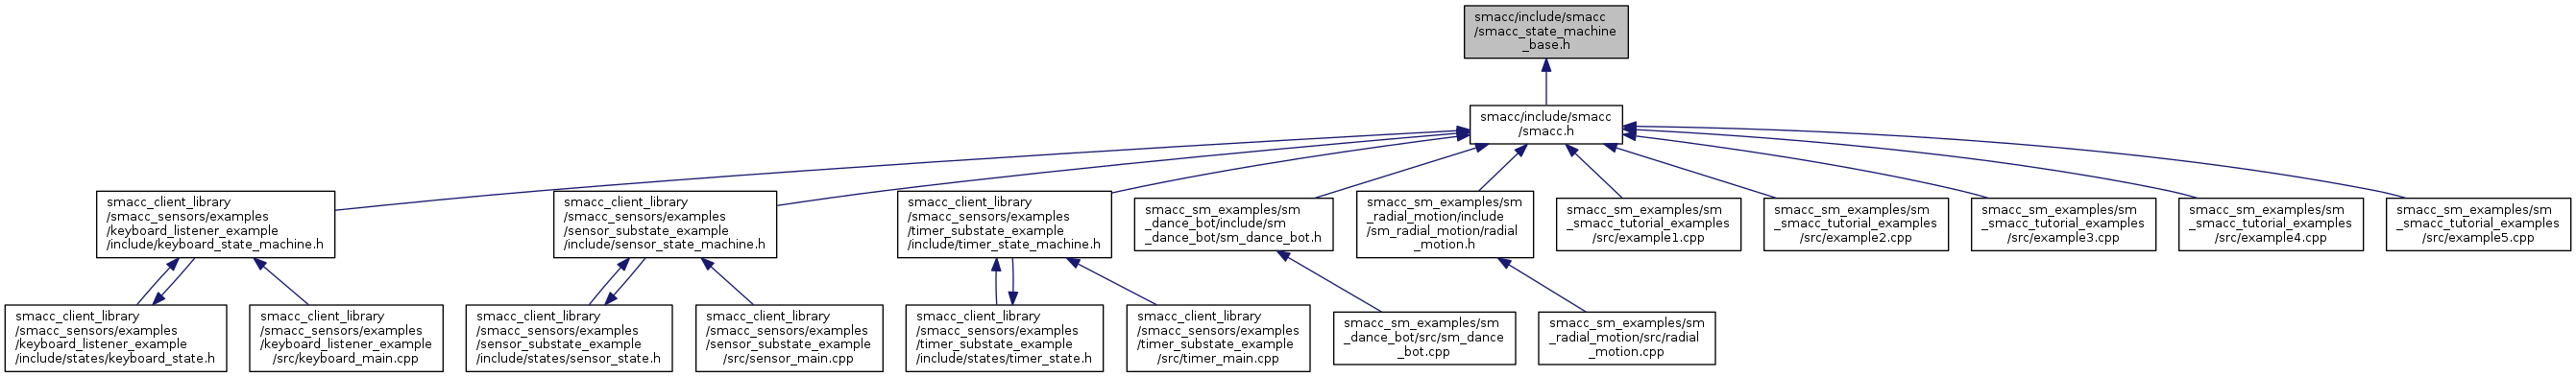 smacc/include/smacc
/smacc_state_machine
_base.h
smacc/include/smacc
/smacc.h
smacc_client_library
/smacc_sensors/examples
/keyboard_listener_example
/include/keyboard_state_machine.h
smacc_client_library
/smacc_sensors/examples
/sensor_substate_example
/include/sensor_state_machine.h
smacc_client_library
/smacc_sensors/examples
/timer_substate_example
/include/timer_state_machine.h
smacc_sm_examples/sm
_dance_bot/include/sm
_dance_bot/sm_dance_bot.h
smacc_sm_examples/sm
_radial_motion/include
/sm_radial_motion/radial
_motion.h
smacc_sm_examples/sm
_smacc_tutorial_examples
/src/example1.cpp
smacc_sm_examples/sm
_smacc_tutorial_examples
/src/example2.cpp
smacc_sm_examples/sm
_smacc_tutorial_examples
/src/example3.cpp
smacc_sm_examples/sm
_smacc_tutorial_examples
/src/example4.cpp
smacc_sm_examples/sm
_smacc_tutorial_examples
/src/example5.cpp
smacc_client_library
/smacc_sensors/examples
/keyboard_listener_example
/include/states/keyboard_state.h
smacc_client_library
/smacc_sensors/examples
/keyboard_listener_example
/src/keyboard_main.cpp
smacc_client_library
/smacc_sensors/examples
/sensor_substate_example
/include/states/sensor_state.h
smacc_client_library
/smacc_sensors/examples
/sensor_substate_example
/src/sensor_main.cpp
smacc_client_library
/smacc_sensors/examples
/timer_substate_example
/include/states/timer_state.h
smacc_client_library
/smacc_sensors/examples
/timer_substate_example
/src/timer_main.cpp
smacc_sm_examples/sm
_dance_bot/src/sm_dance
_bot.cpp
smacc_sm_examples/sm
_radial_motion/src/radial
_motion.cpp